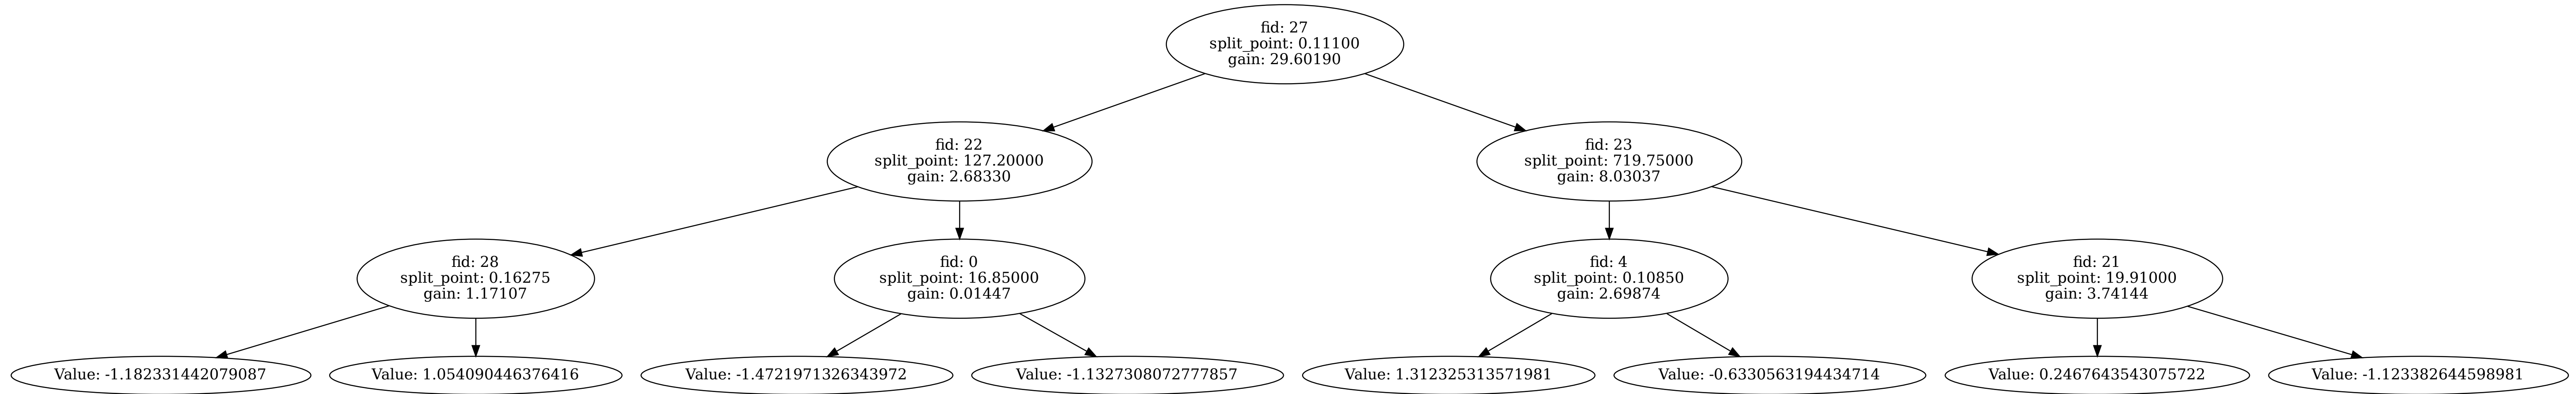 fid: 27
split_point: 0.11100
gain: 29.60190
fid: 22
split_point: 127.20000
gain: 2.68330
fid: 23
split_point: 719.75000
gain: 8.03037
fid: 28
split_point: 0.16275
gain: 1.17107
fid: 0
split_point: 16.85000
gain: 0.01447
fid: 4
split_point: 0.10850
gain: 2.69874
fid: 21
split_point: 19.91000
gain: 3.74144
Value: -1.182331442079087
Value: 1.054090446376416
Value: -1.4721971326343972
Value: -1.1327308072777857
Value: 1.312325313571981
Value: -0.6330563194434714
Value: 0.2467643543075722
Value: -1.123382644598981